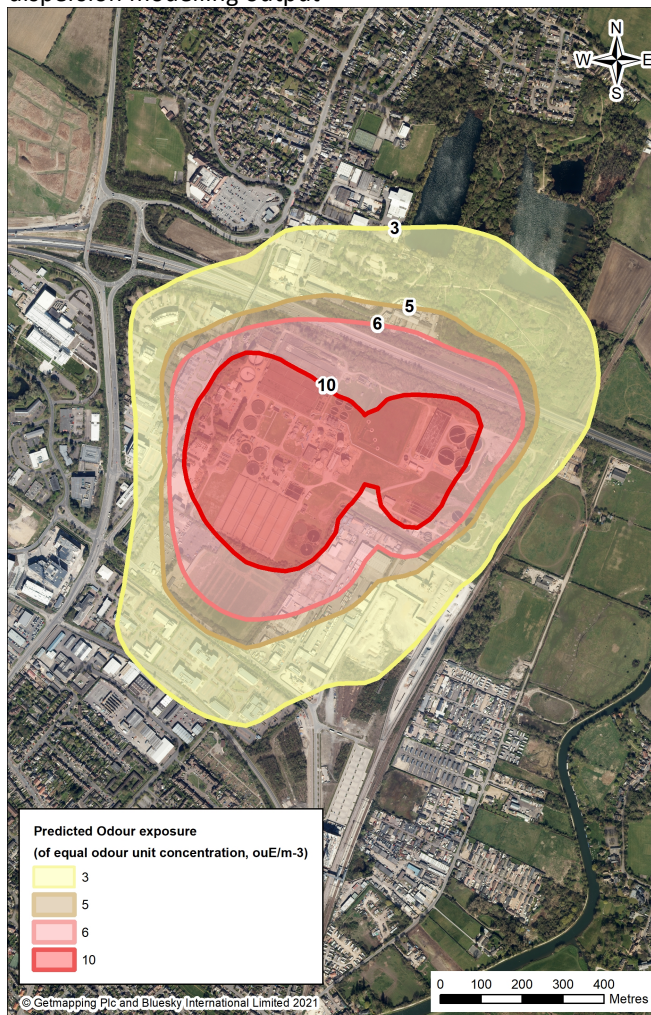 dispersion modelling output
N
W E
S
3
5
6
10
Predicted Odour exposure
(of equal odour unit concentration, ouE/m-3)
3
5
6
10
© Getmapping Plc and Bluesky International Limited 2021
0 100 200 300 400
Metres